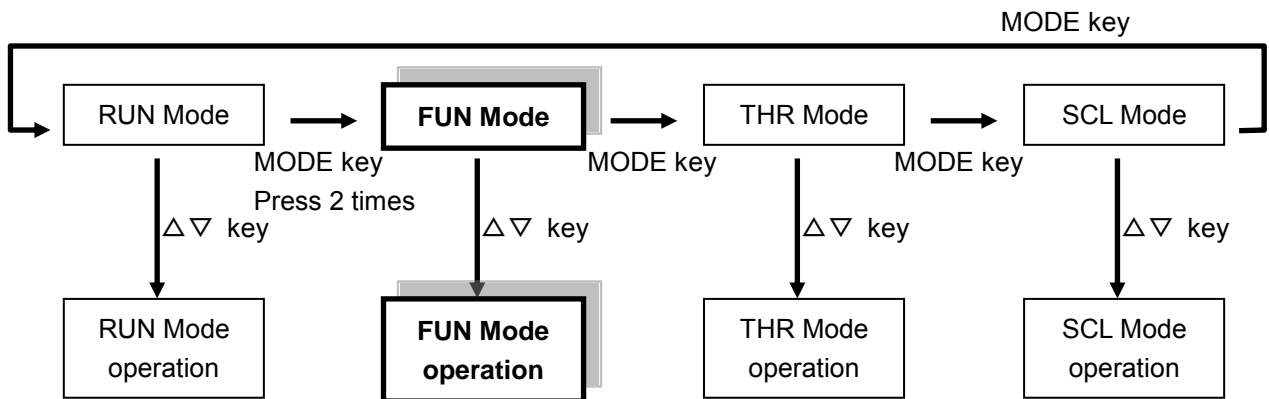 MODE key
RUN Mode
FUN Mode
THR Mode
SCL Mode
MODE key
Press 2 times
MODE key
MODE key
△▽ key
△▽ key
△▽ key
△▽ key
RUN Mode
operation
FUN Mode
operation
THR Mode
operation
SCL Mode
operation